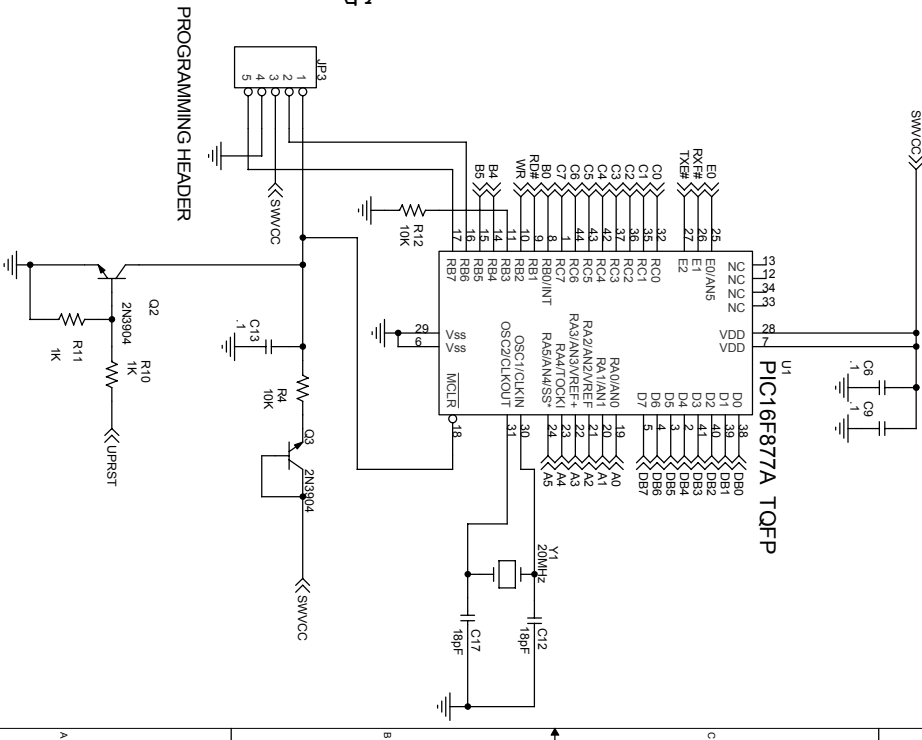 PROGRAMMING HEADER
JP3
1
2
3
4
5
SWVCC
SWVCC
E0
RXF#
TXE#
25
26
27
C0
C1
C2
C3
C4
C5
C6
C7
B0
RD#
WR
32
35
36
37
42
43
44
1
8
9
10
11
14
15
16
17
B4
B5
R12
10K
E0/AN5
E1
E2
RC0
RC1
RC2
RC3
RC4
RC5
RC6
RC7
RB0/INT
RB1
RB2
RB3
RB4
RB5
RB6
RB7
NC
NC
NC
NC
13
12
34
33
VDD
VDD
28
7
Vss
Vss
29
6
MCLR
18
OSC1/CLKIN
OSC2/CLKOUT
30
31
RA0/AN0
RA1/AN1
RA2/AN2/VREF
RA3/AN3/VREF+
RA4/TOCKI
RA5/AN4/SS*
19
20
21
22
23
24
A0
A1
A2
A3
A4
A5
D0
D1
D2
D3
D4
D5
D6
D7
38
39
40
41
2
3
4
5
DB0
DB1
DB2
DB3
DB4
DB5
DB6
DB7
U1
PIC16F877A TQFP
C6
.1
C9
.1
Y1
20MHz
C12
18pF
C17
18pF
Q2
2N3904
R11
1K
R10
1K
UPRST
C13
.1
R4
10K
Q3
2N3904
SWVCC
A
B
C